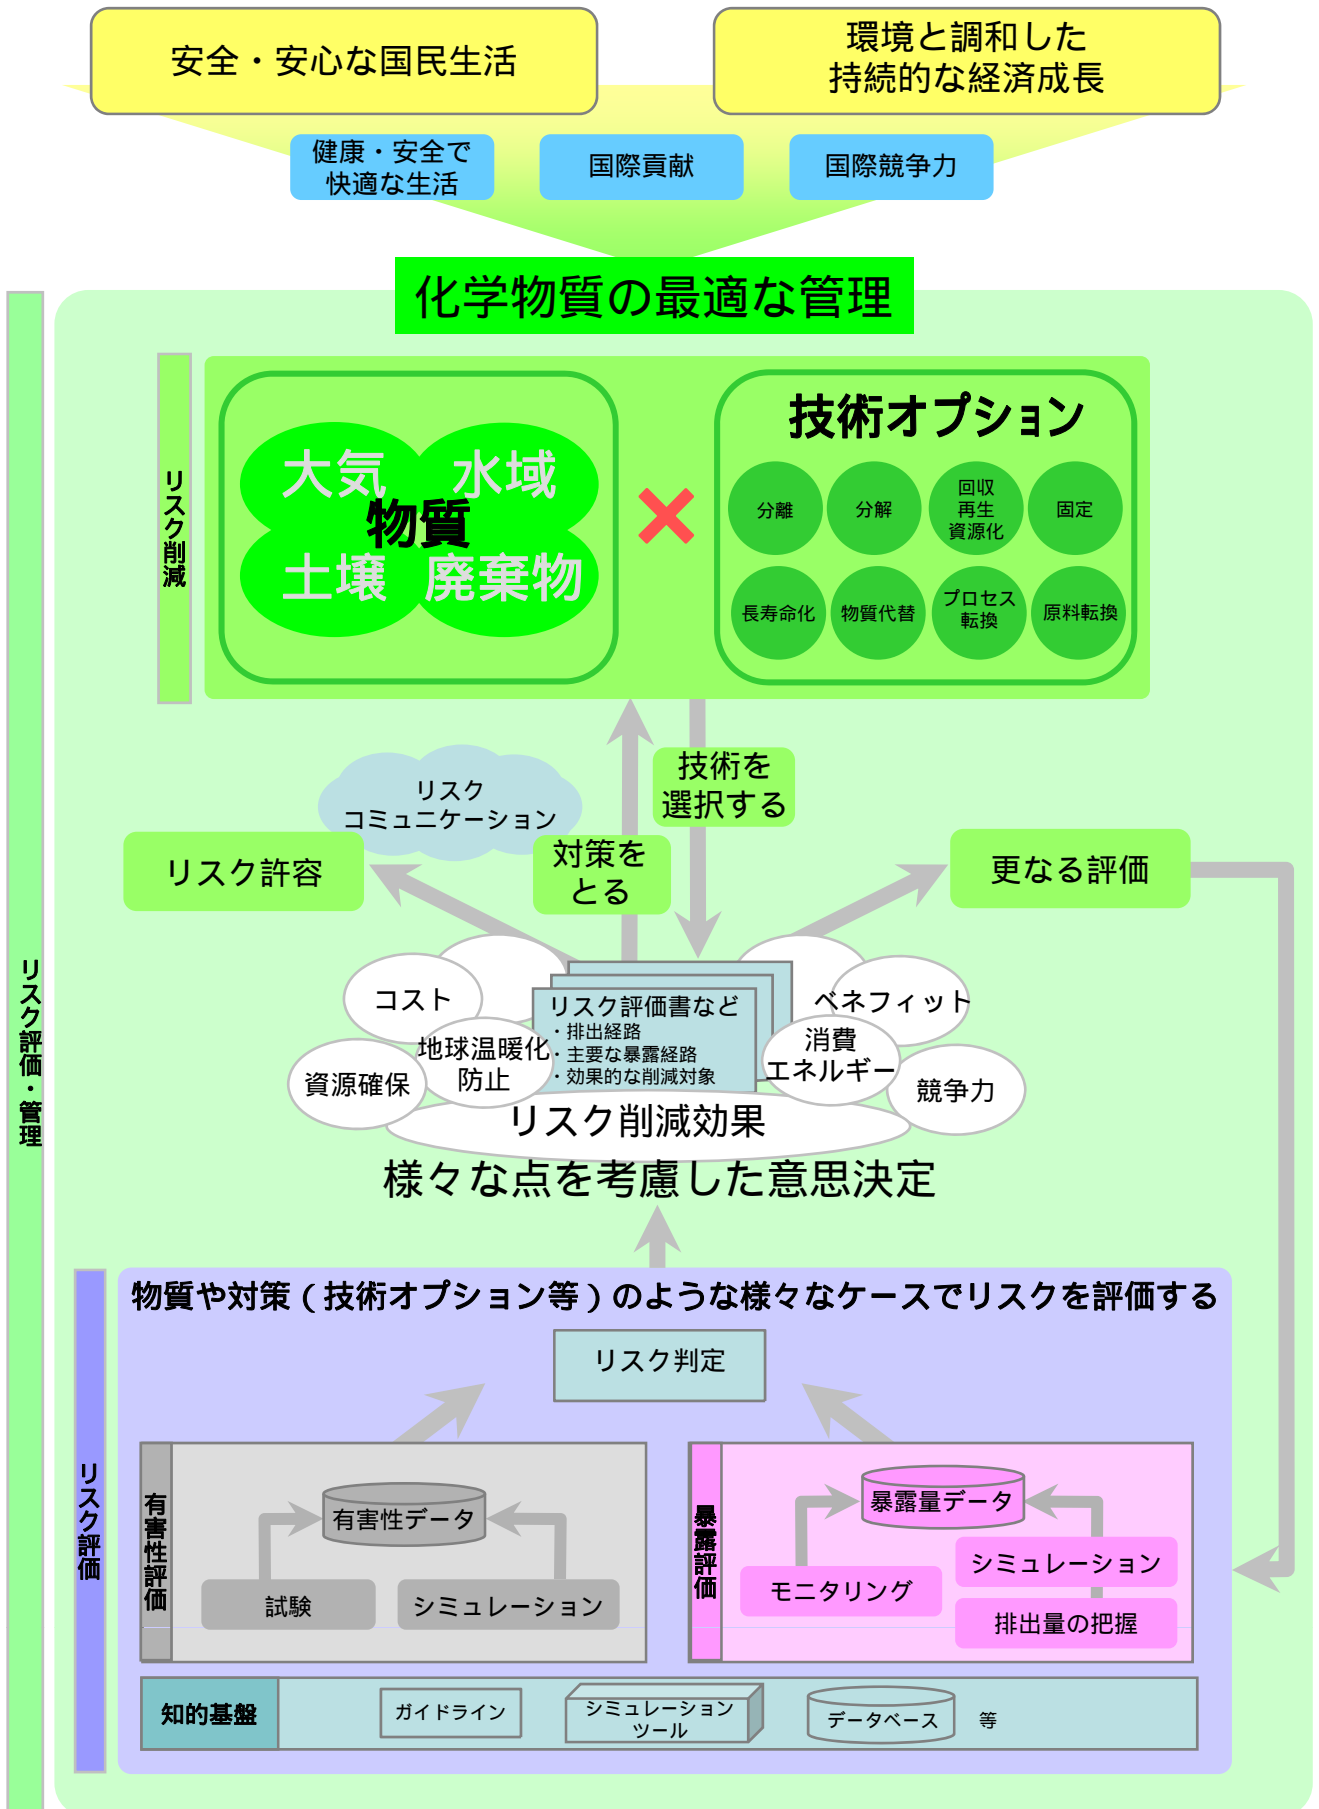 安全・安心な国民生活
環境と調和した
持続的な経済成長
健康・安全で
快適な生活
国際貢献
国際競争力
化学物質の最適な管理
リスク評価・管理
リスク削減
大気
水域
物質
土壌
廃棄物
技術オプション
分離
分解
回収
再生
資源化
固定
長寿命化
物質代替
プロセス
転換
原料転換
リスク
コミュニケーション
技術を
選択する
対策を
とる
リスク許容
更なる評価
コスト
地球温暖化
防止
資源確保
リスク評価書など
・排出経路
・主要な暴露経路
・効果的な削減対象
ベネフィット
消費
エネルギー
競争力
リスク削減効果
様々な点を考慮した意思決定
リスク評価
物質や対策（技術オプション等）のような様々なケースでリスクを評価する
リスク判定
有害性評価
有害性データ
試験
シミュレーション
暴露評価
暴露量データ
モニタリング
シミュレーション
排出量の把握
知的基盤
ガイドライン
シミュレーション
ツール
データベース
等